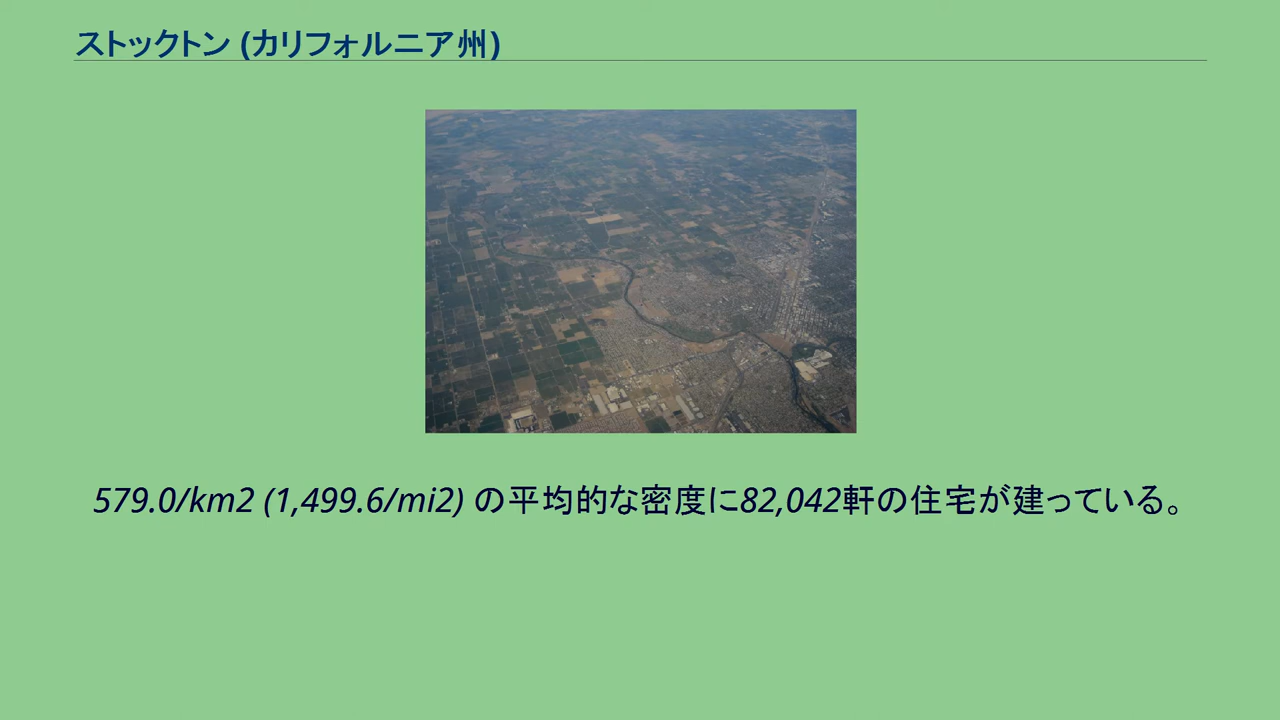 ストックトン (カリフォルニア州)
579.0/km2 (1,499.6/mi2) の平均的な密度に82,042軒の住宅が建っている。